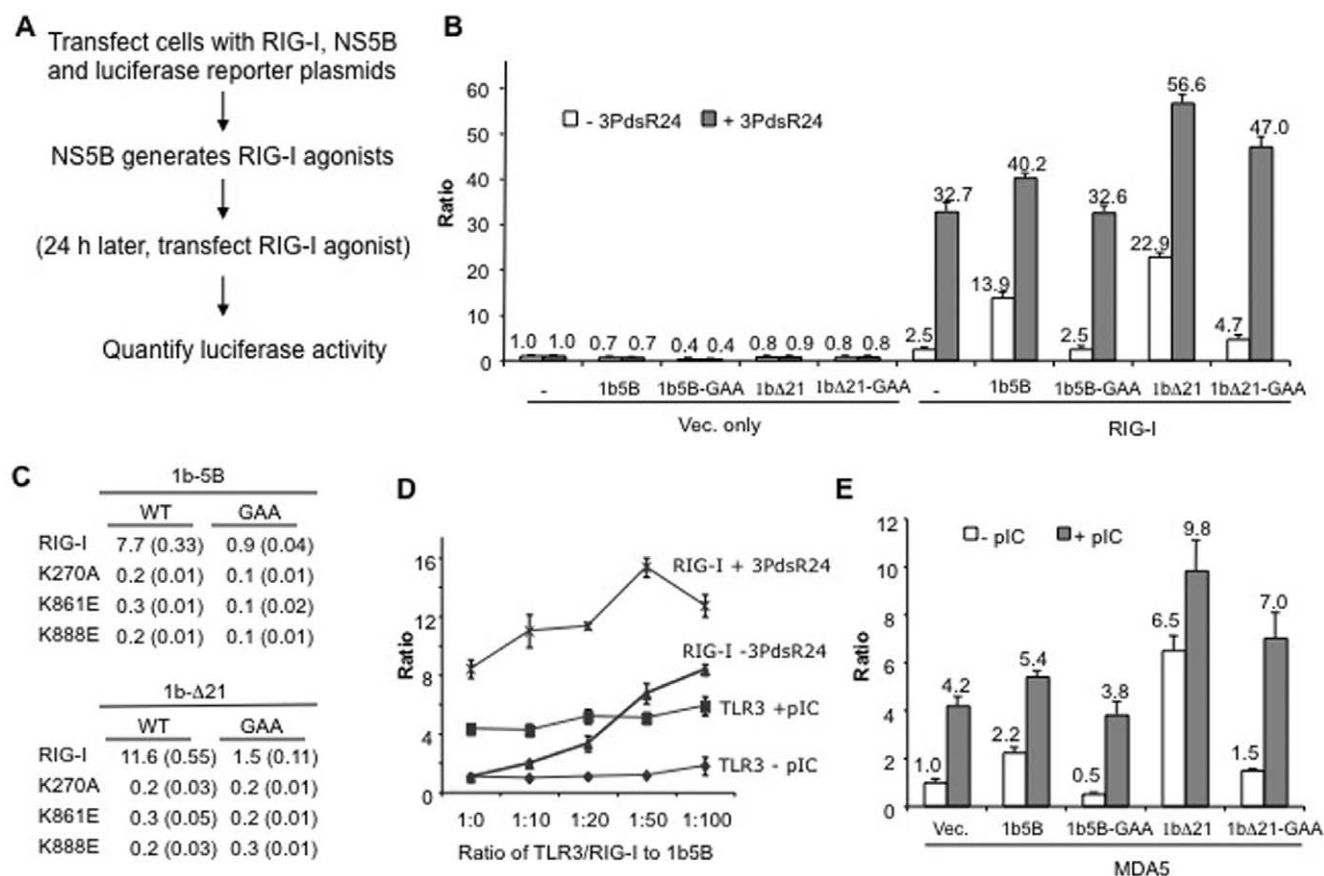 A
Transfect cells with RIG-I, NS5B
and luciferase reporter plasmids
NS5B generates RIG-I agonists
(24 h later, transfect RIG-I agonist)
Quantify luciferase activity
B
Ratio
60
50
40
30
20
10
0
- 3PdsR24 + 3PdsR24
1.0 1.0 0.7 0.7 0.4 0.4 0.8 0.9 0.8 0.8 2.5 32.7 13.9 40.2 2.5 32.6 22.9 56.6 4.7 47.0
- 1b5B 1b5B-GAA 1bΔ21 1bΔ21-GAA - 1b5B 1b5B-GAA 1bΔ21 1bΔ21-GAA
Vec. only RIG-I
C
1b-5B
WT GAA
RIG-I 7.7 (0.33) 0.9 (0.04)
K270A 0.2 (0.01) 0.1 (0.01)
K861E 0.3 (0.01) 0.1 (0.02)
K888E 0.2 (0.01) 0.1 (0.01)
1b-Δ21
WT GAA
RIG-I 11.6 (0.55) 1.5 (0.11)
K270A 0.2 (0.03) 0.2 (0.01)
K861E 0.3 (0.05) 0.2 (0.01)
K888E 0.2 (0.03) 0.3 (0.01)
D
Ratio
16
12
8
4
0
RIG-I + 3PdsR24
RIG-I -3PdsR24
TLR3 +pIC
TLR3 - pIC
1:0 1:10 1:20 1:50 1:100
Ratio of TLR3/RIG-I to 1b5B
E
Ratio
12
10
8
6
4
2
0
- pIC + pIC
1.0 4.2 2.2 5.4 0.5 3.8 6.5 9.8 1.5 7.0
Vec. 1b5B 1b5B-GAA 1bΔ21 1bΔ21-GAA
MDA5